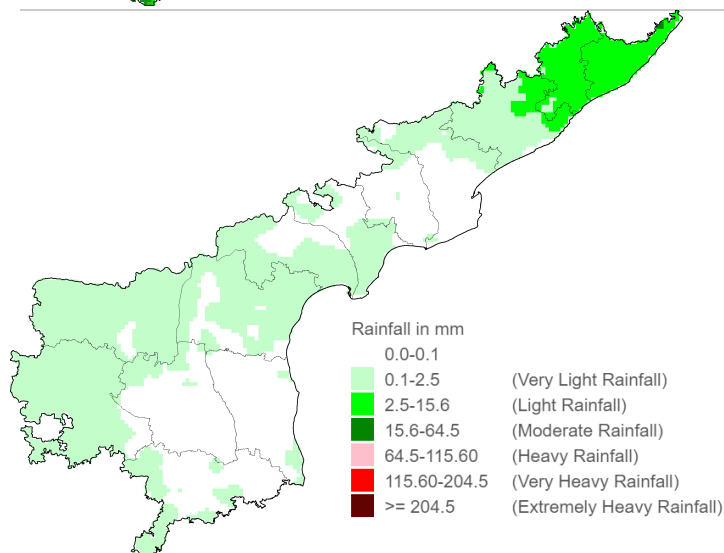 Rainfall in mm
0.0-0.1
0.1-2.5 (Very Light Rainfall)
2.5-15.6 (Light Rainfall)
15.6-64.5 (Moderate Rainfall)
64.5-115.60 (Heavy Rainfall)
115.60-204.5 (Very Heavy Rainfall)
>= 204.5 (Extremely Heavy Rainfall)